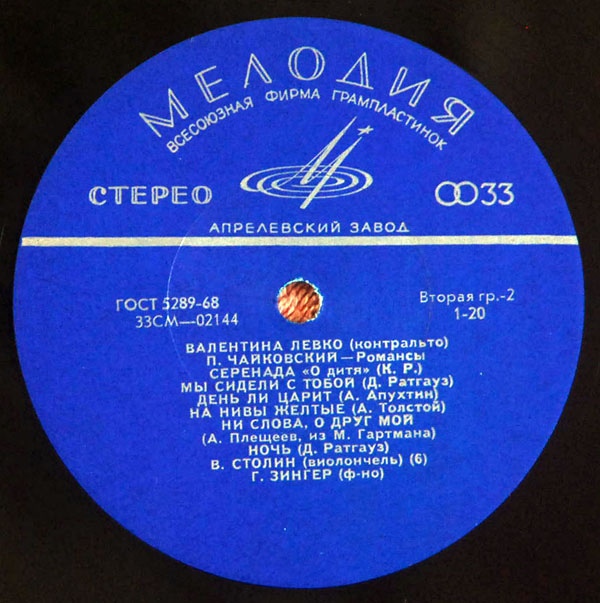 МЕЛОДИЯ
ВСЕСОЮЗНАЯ ФИРМА ГРАМПЛАСТИНОК
СТЕРЕО
33
АПРЕЛЕВСКИЙ ЗАВОД
ГОСТ 5289-68
Вторая гр.-2
33СМ—02144
1-20
ВАЛЕНТИНА ЛЕВКО (контральто)
П. ЧАЙКОВСКИЙ—Романсы
СЕРЕНАДА «О дитя» (К. Р.)
МЫ СИДЕЛИ С ТОБОЙ (Д. Ратгауз)
ДЕНЬ ЛИ ЦАРИТ (А. Апухтин)
НА НИВЫ ЖЕЛТЫЕ (А. Толстой)
НИ СЛОВА, О ДРУГ МОЙ
(А. Плещеев, из М. Гартмана)
НОЧЬ (Д. Ратгауз)
В. СТОЛИН (виолончель) (6)
Г. ЗИНГЕР (ф-но)